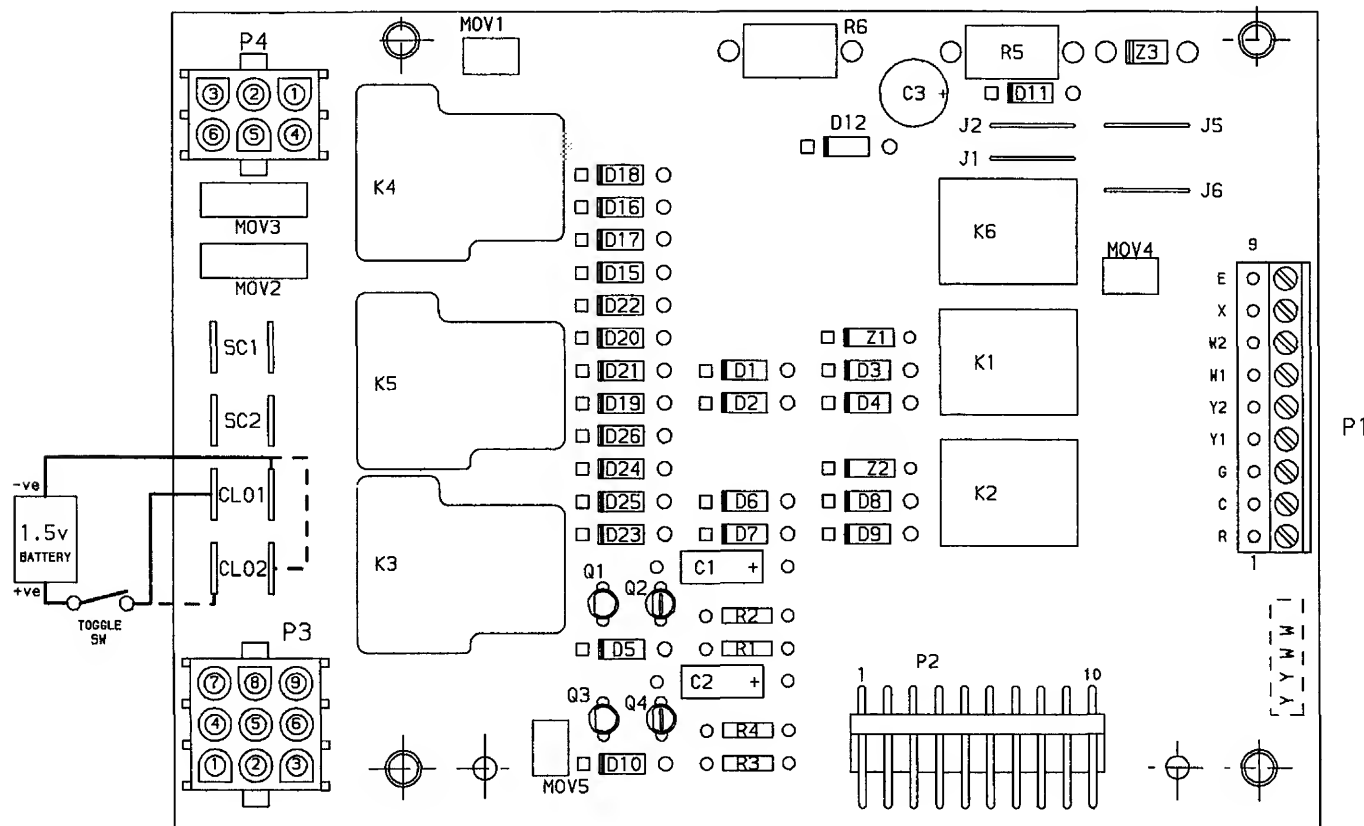 MOV1
R6
P4
R5
Z3
3 2 1
C3 +
D11
6 5 4
D12
J2
J5
J1
D18
K4
J6
D16
MOV3
D17
K6
9
MOV4
D15
E
MOV2
D22
X
Z1
D20
W2
SC1
D21
D1
D3
K1
W1
K5
D19
D2
D4
Y2
SC2
P1
D26
Y1
D24
Z2
G
-ve
CLO1
D25
D6
D8
K2
C
1.5v
D23
D7
D9
R
BATTERY
CLO2
K3
C1 +
1
+ve
Q1
Q2
TOGGLE
SW
R2
P3
D5
R1
P2
7 8 9
C2 +
1
10
Q3
Q4
4 5 6
R4
1 2 3
D10
R3
MOV5
Y Y W W